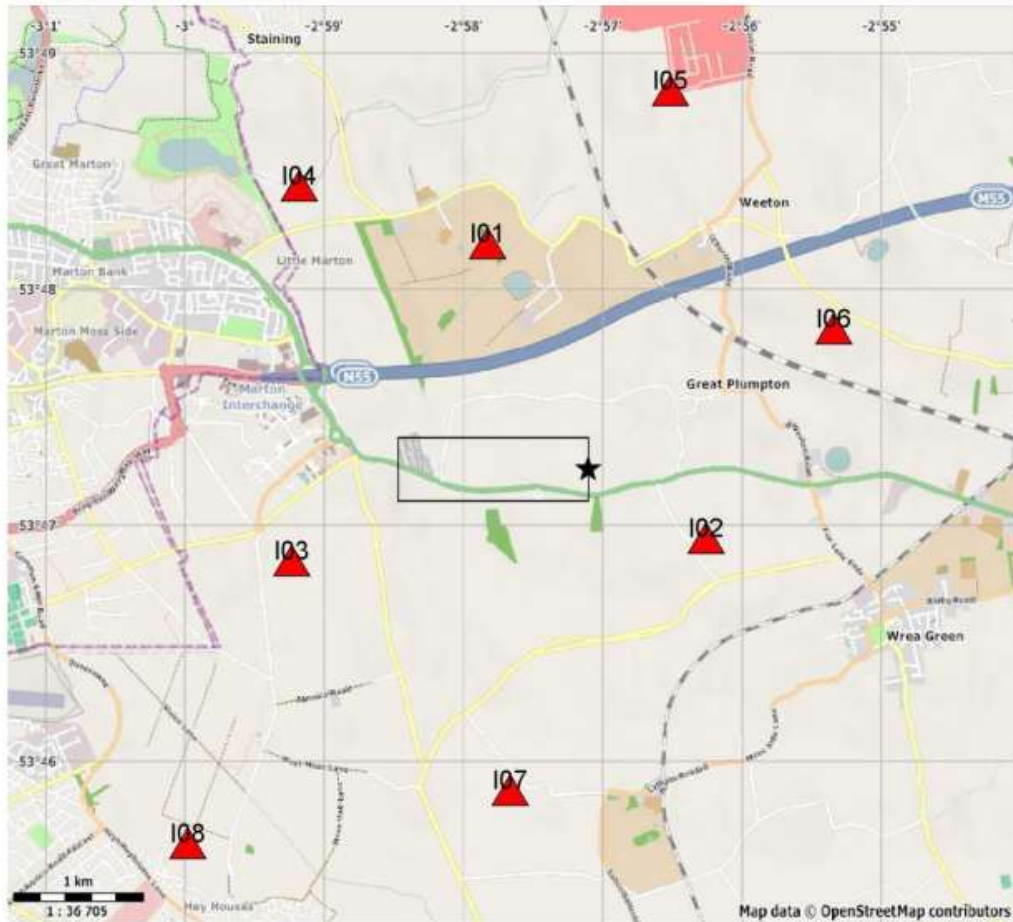 -3°1'
-3°
-2°59'
-2°58'
-2°57'
-2°56'
-2°55'
53°49'
Staining
I05
Great Marton
I04
Weeton
M55
I01
Little Marton
Marton Bank
53°48'
Marton Moss Side
I06
M55
Great Plumpton
Marton
Interchange
53°47'
I02
I03
Wrea Green
Queensway
53°46'
I07
I08
1 km
1 : 36 705
Hey Houses
Map data © OpenStreetMap contributors